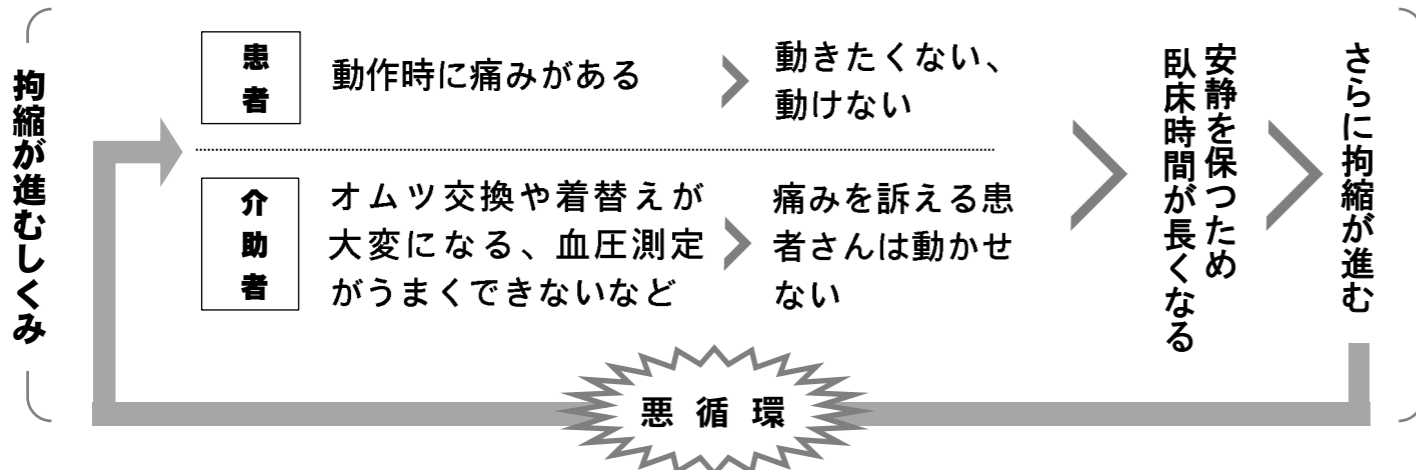 拘縮が進むしくみ
患者
動作時に痛みがある
動きたくない、
動けない
介助者
オムツ交換や着替えが
大変になる、血圧測定
がうまくできないなど
痛みを訴える患
者さんは動かせ
ない
安静を保つため
臥床時間が長くなる
さらに拘縮が進む
悪循環